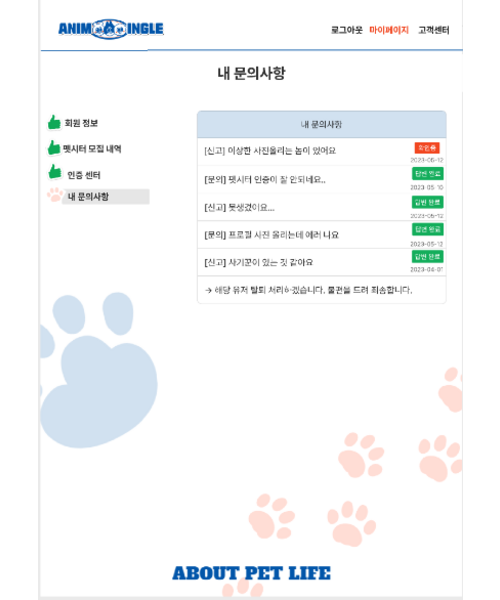 ANIM INGLE
로그아웃 마이페이지 고객센터
내 문의사항
회원 정보
펫시터 모집 내역
인증 센터
내 문의사항
내 문의사항
[신고] 이상한 사진올리는 놈이 있어요
확인중
2023-05-12
[문의] 펫시터 인증이 잘 안되네요..
답변 완료
2023-05-10
[신고] 못생겼어요...
답변 완료
2023-05-12
[문의] 프로필 사진 올리는데 에러 나요
답변 완료
2023-05-12
[신고] 사기꾼이 있는 것 같아요
답변 완료
2023-04-01
→ 해당 유저 탈퇴 처리하겠습니다. 불편을 드려 죄송합니다.
ABOUT PET LIFE